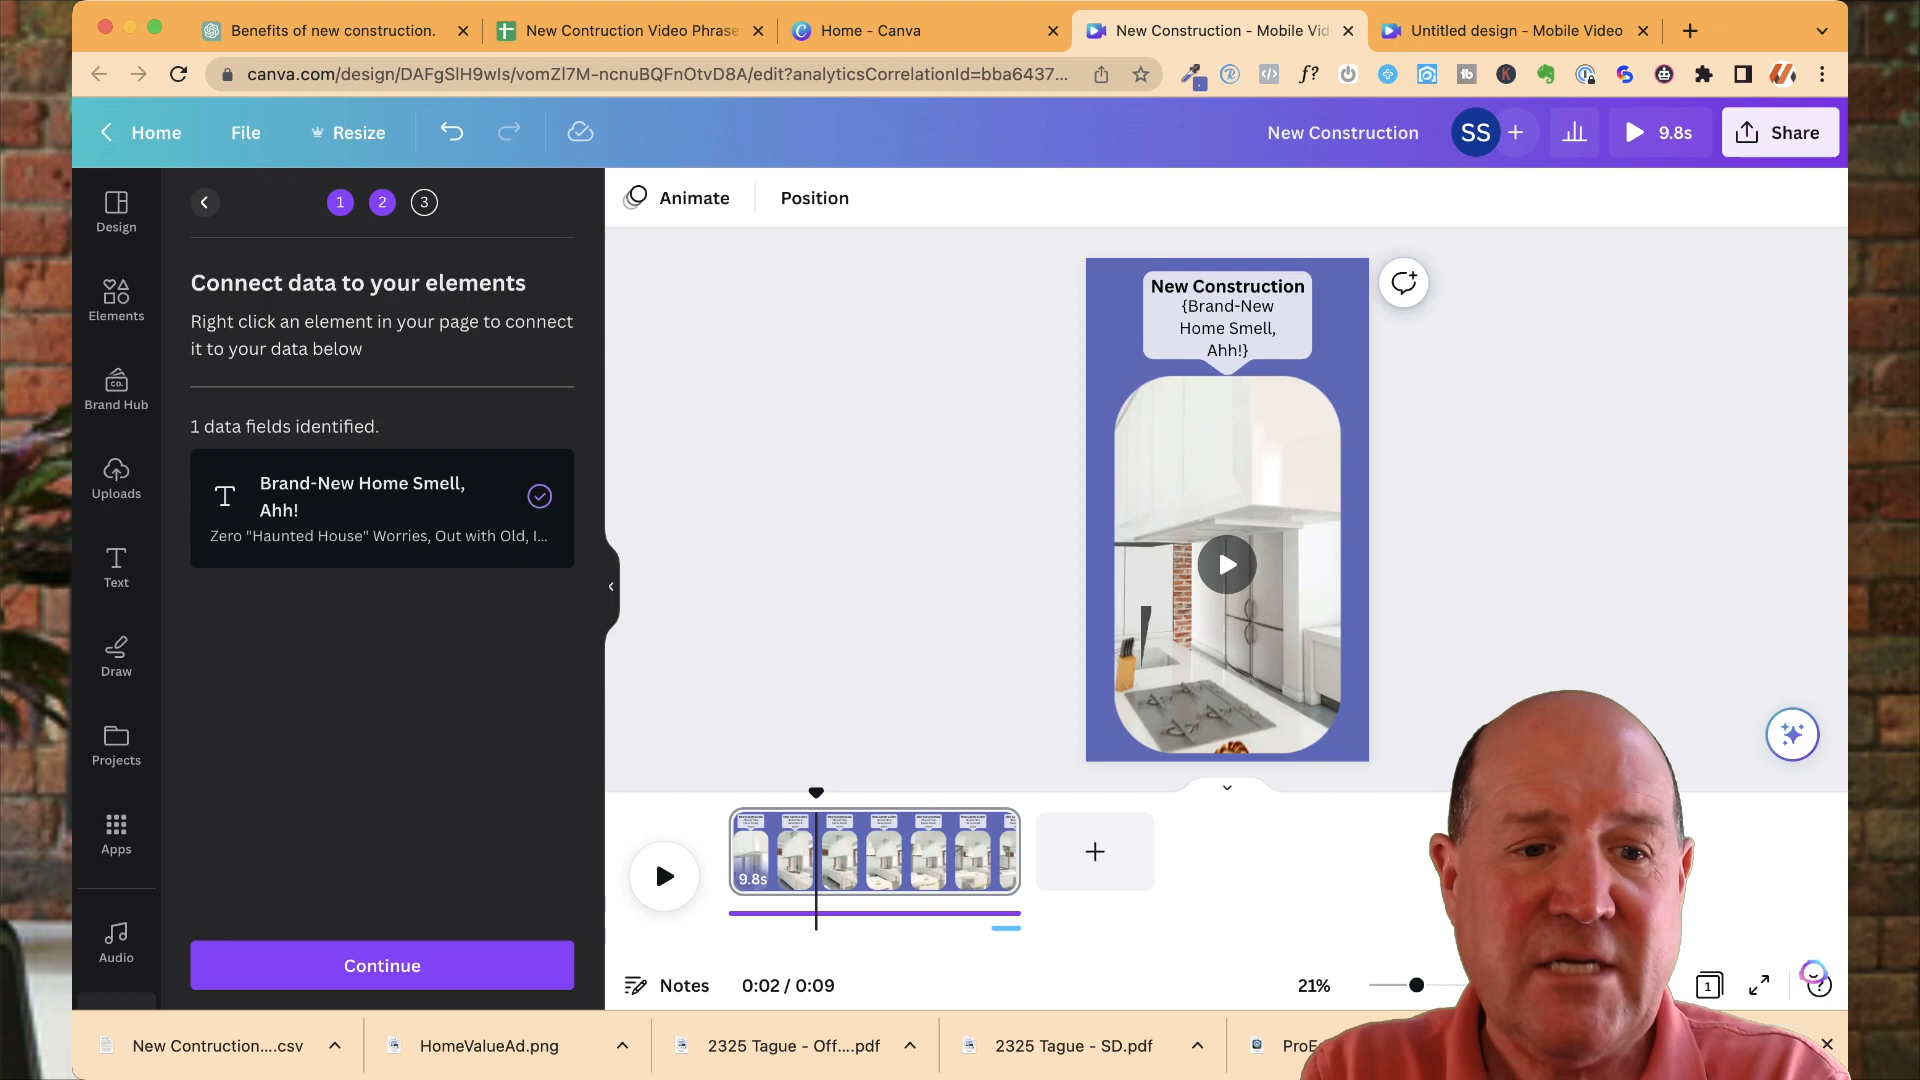 Benefits of new construction.
New Contruction Video Phrase
Home - Canva
New Construction - Mobile Vid
Untitled design - Mobile Video
canva.com/design/DAFgSlH9wIs/vomZl7M-ncnuBQFnOtvD8A/edit?analyticsCorrelationId=bba6437...
Home
File
Resize
New Construction
SS
9.8s
Share
Design
Elements
Brand Hub
Uploads
Text
Draw
Projects
Apps
Audio
1 2 3
Connect data to your elements
Right click an element in your page to connect
it to your data below
1 data fields identified.
Brand-New Home Smell,
Ahh!
Zero "Haunted House" Worries, Out with Old, I...
Continue
Animate
Position
New Construction
{Brand-New
Home Smell,
Ahh!}
9.8s
Notes
0:02 / 0:09
21%
1
New Contruction....csv
HomeValueAd.png
2325 Tague - Off....pdf
2325 Tague - SD.pdf